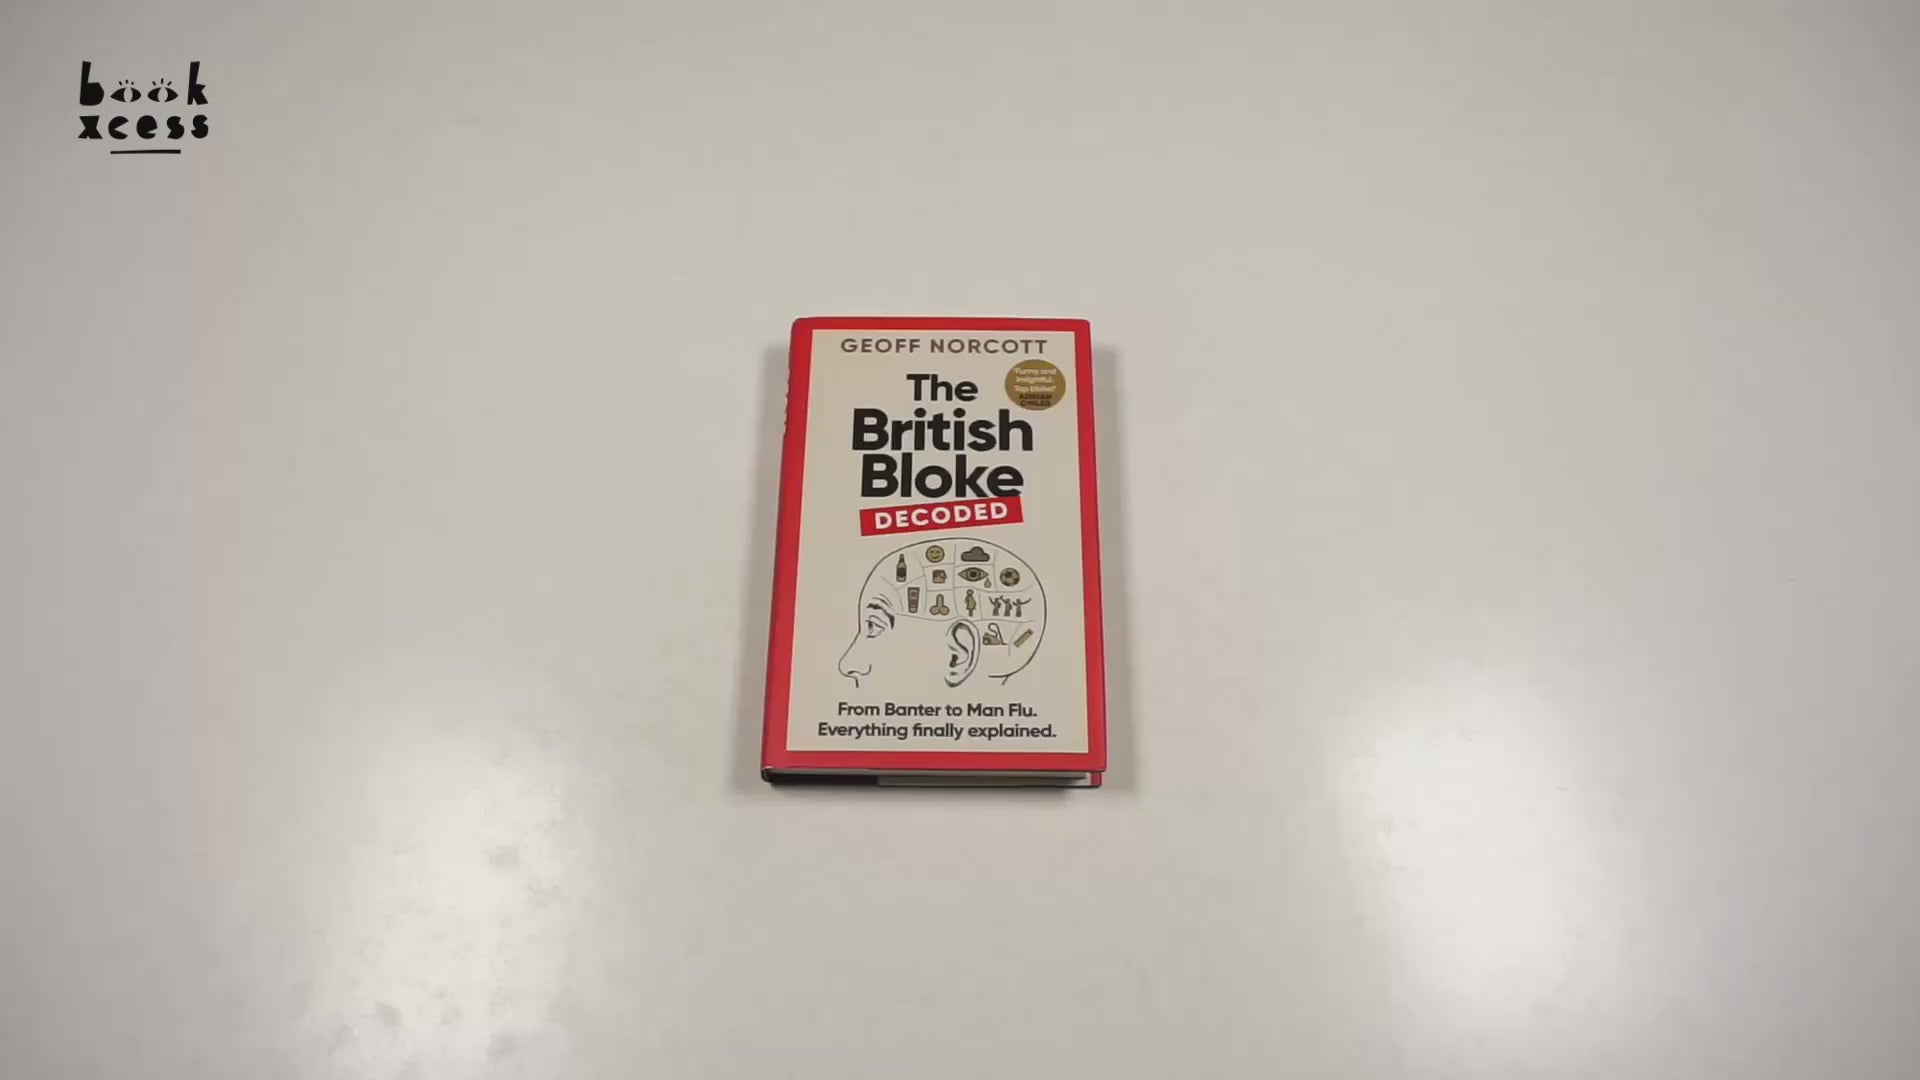 book
xcess
GEOFF NORCOTT
"Funny and
insightful.
Top bloke!"
ADRIAN
CHILES
The
British
Bloke
DECODED
From Banter to Man Flu.
Everything finally explained.